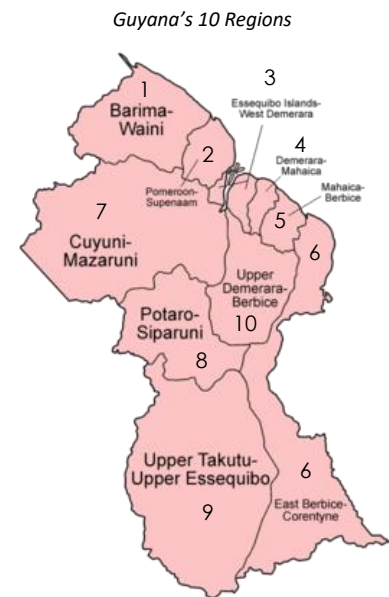 Guyana's 10 Regions
1
Barima-
Waini
3
Essequibo Islands-
West Demerara
2
4
Demerara-
Mahaica
Pomeroon-
Supenaam
Mahaica-
Berbice
5
7
Cuyuni-
Mazaruni
6
Upper
Demerara-
Berbice
10
Potaro-
Siparuni
8
Upper Takutu-
Upper Essequibo
9
6
East Berbice-
Corentyne